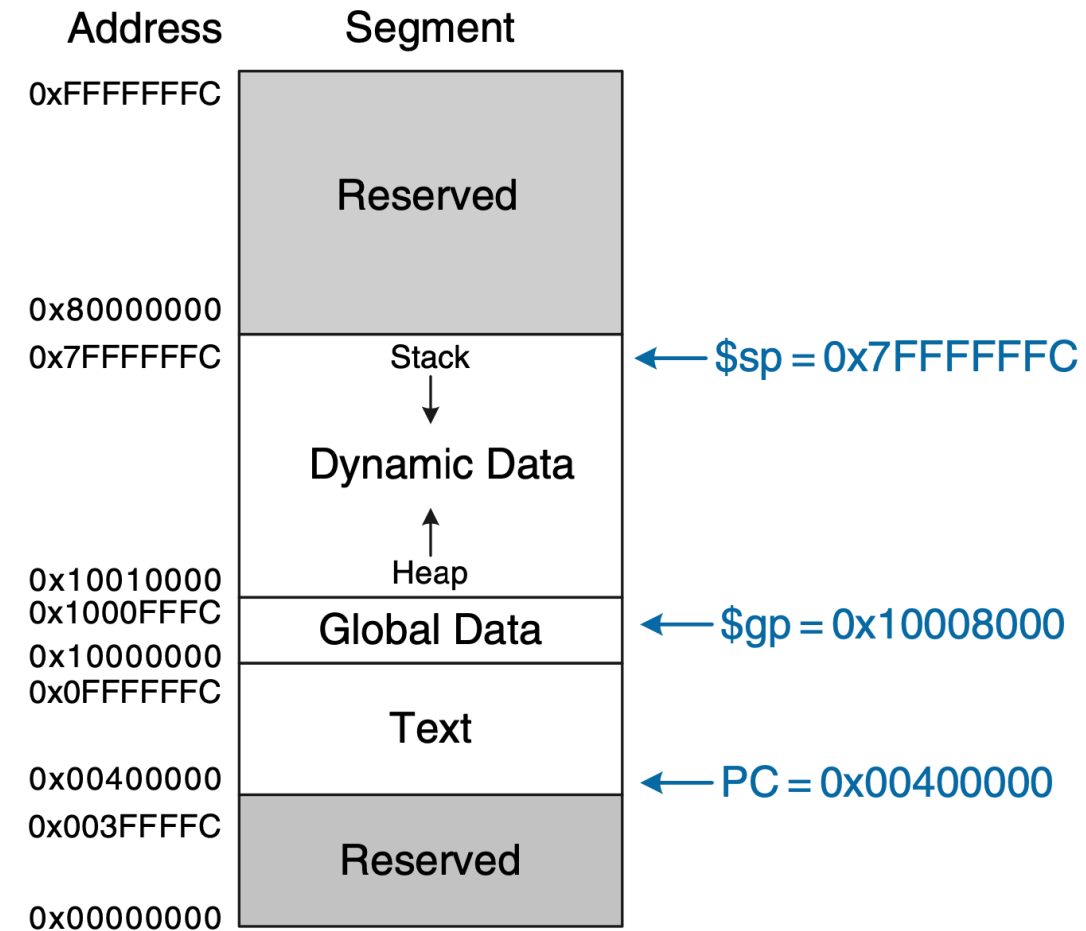 Address Segment
0xFFFFFFFC
Reserved
0x80000000
0x7FFFFFFC Stack $sp = 0x7FFFFFFC
Dynamic Data
Heap
0x10010000
0x1000FFFC
Global Data $gp = 0x10008000
0x10000000
0x0FFFFFFC
Text
0x00400000 PC = 0x00400000
0x003FFFFC
Reserved
0x00000000